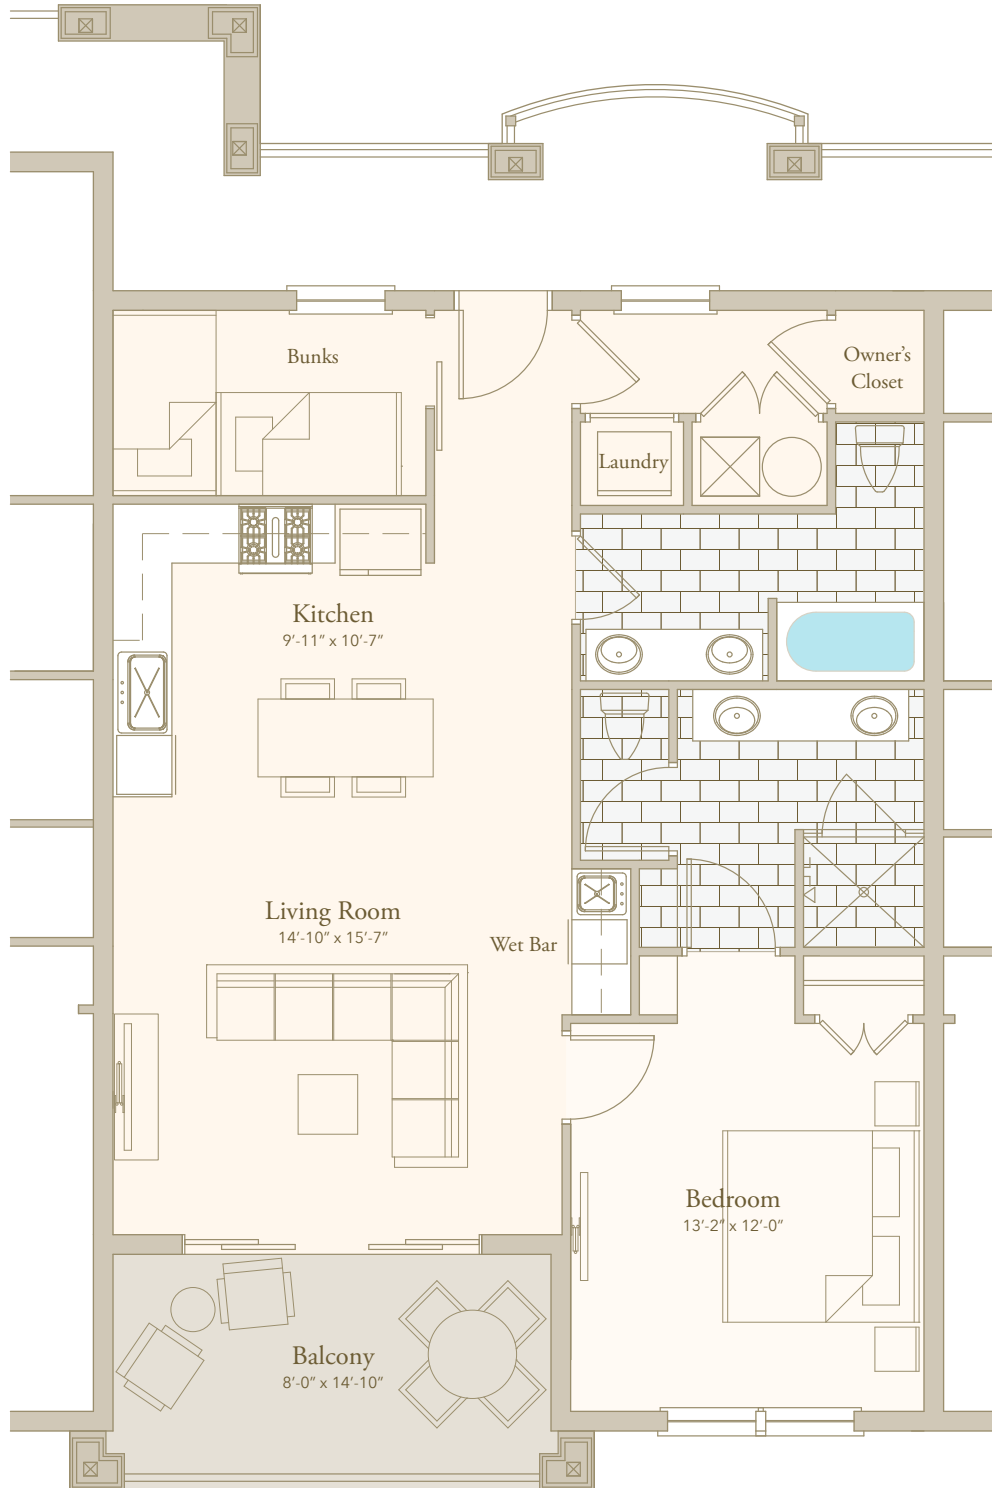 Bunks
Owner's
Closet
Laundry
Kitchen
9'-11" x 10'-7"
Living Room
14'-10" x 15'-7"
Wet Bar
Bedroom
13'-2" x 12'-0"
Balcony
8'-0" x 14'-10"